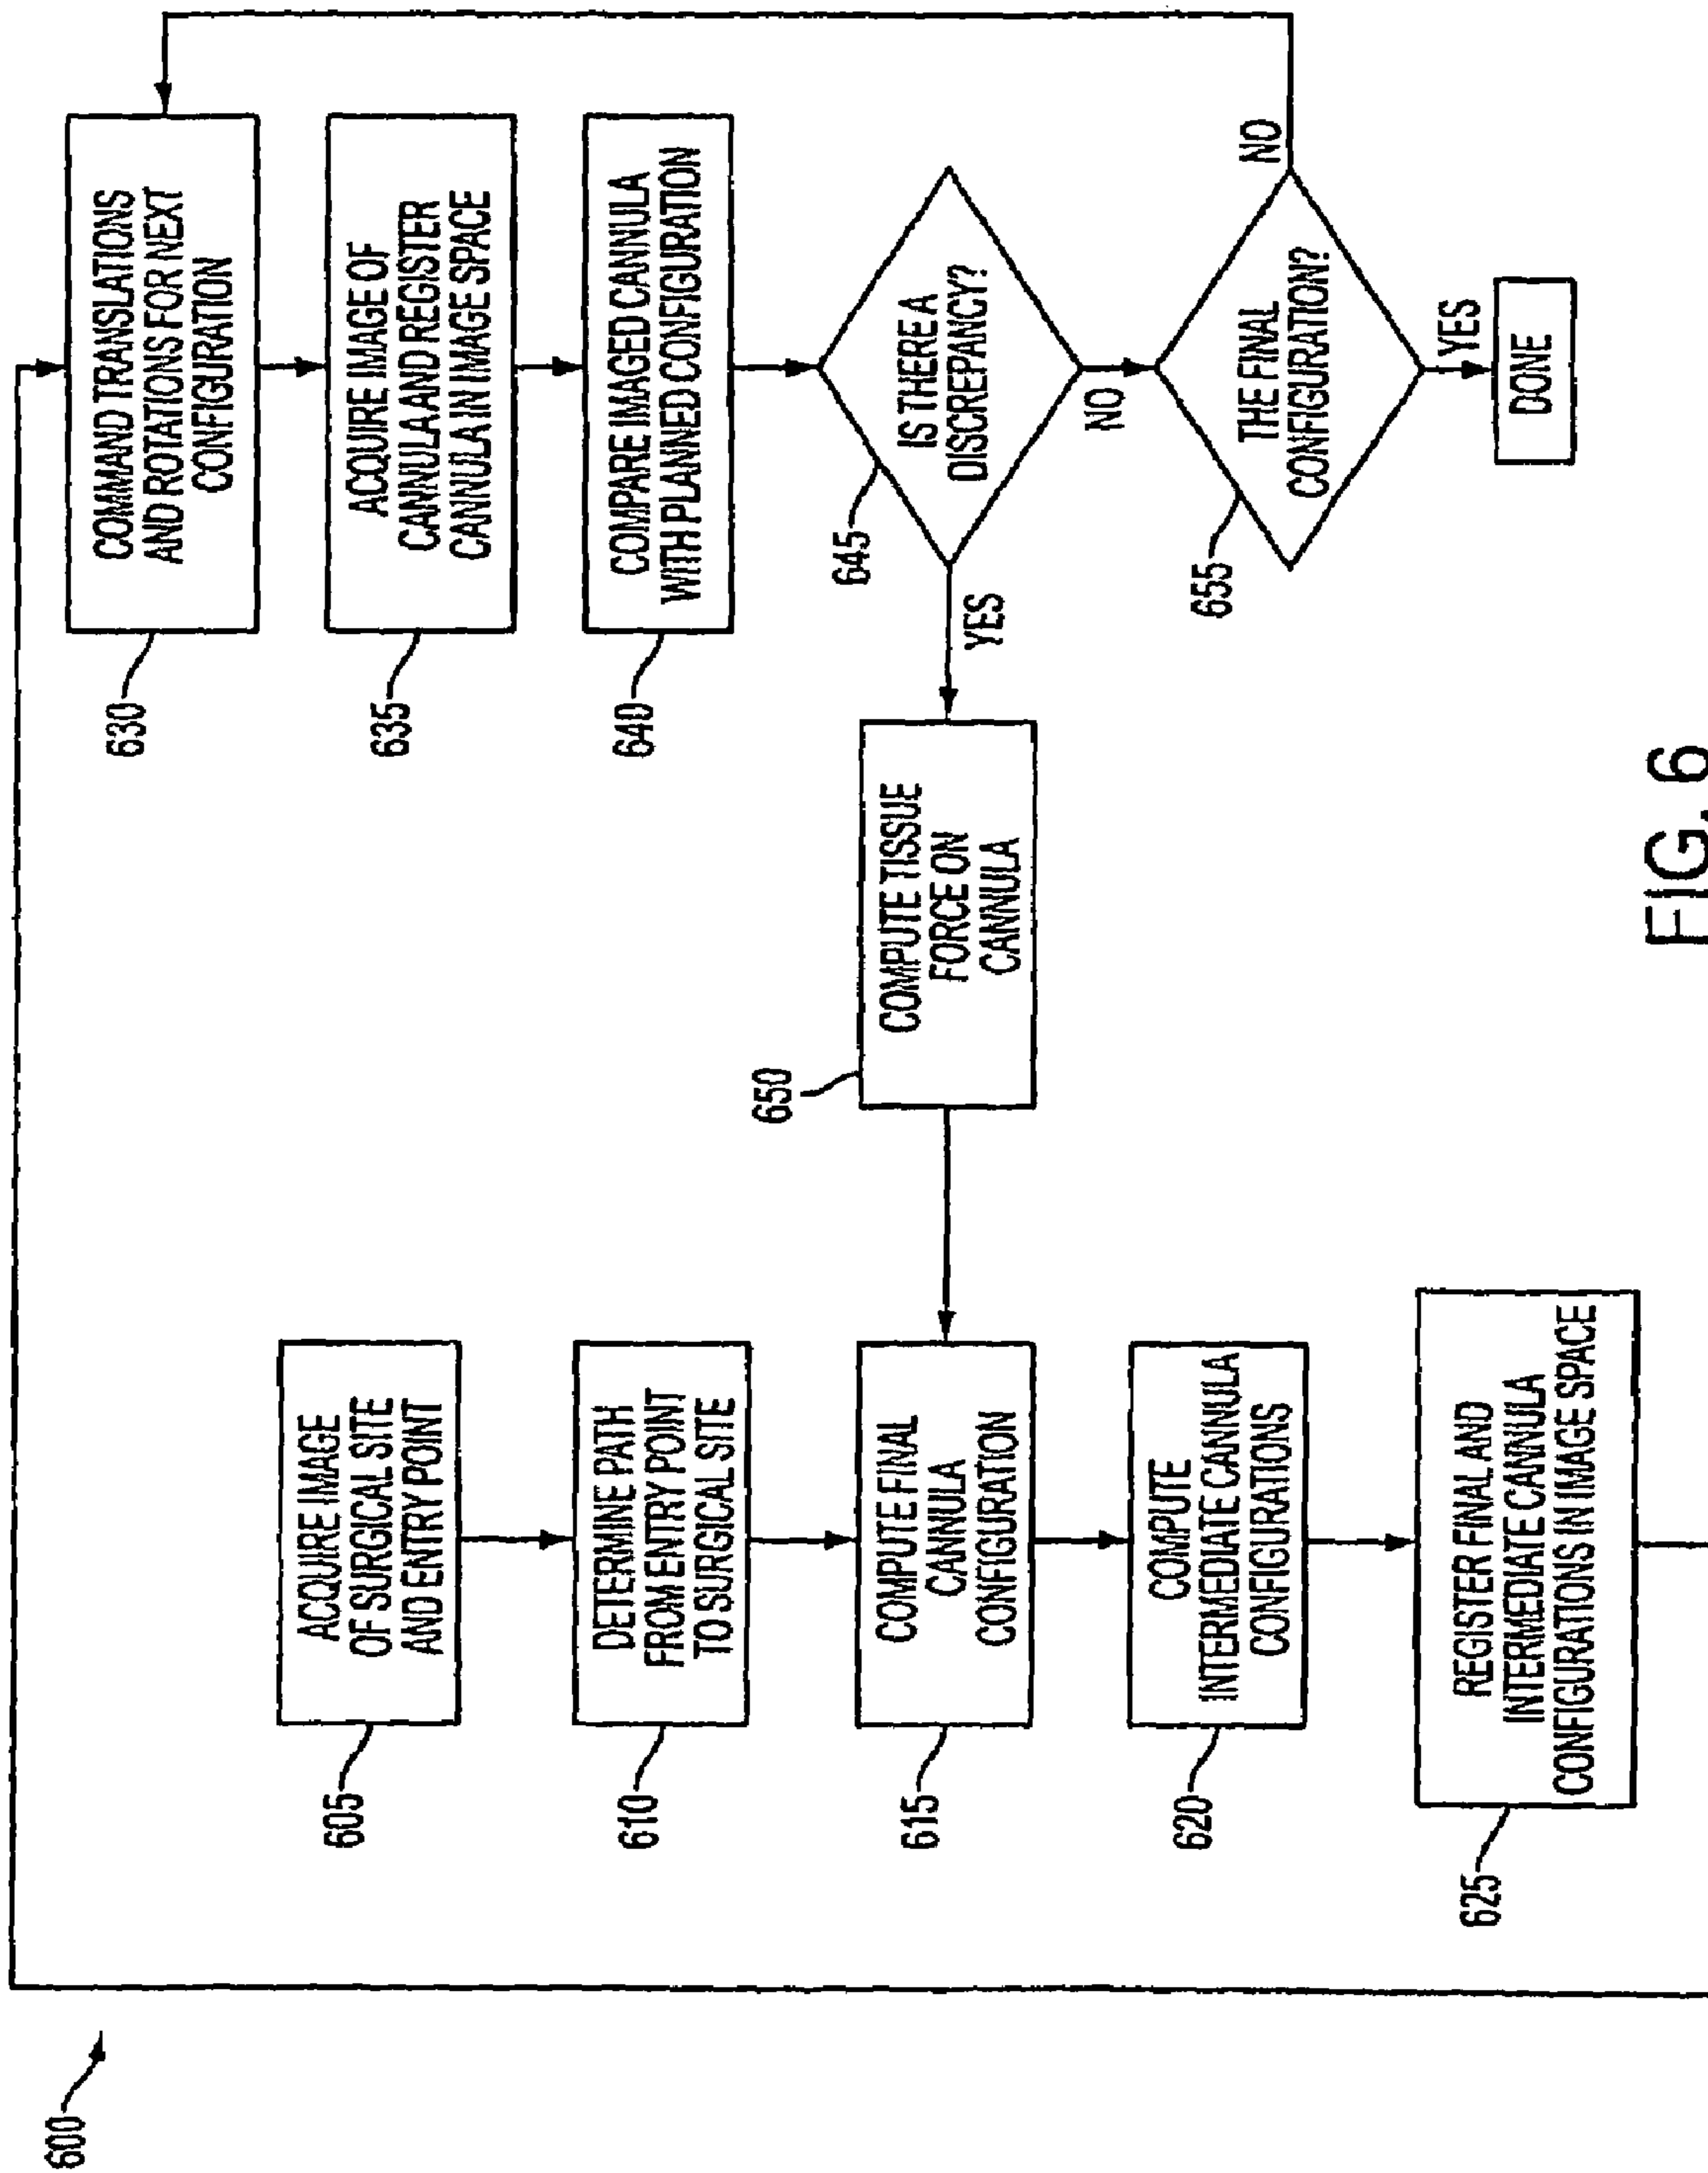 600
605
ACQUIRE IMAGE
OF SURGICAL SITE
AND ENTRY POINT
610
DETERMINE PATH
FROM ENTRY POINT
TO SURGICAL SITE
615
COMPUTE FINAL
CANNULA
CONFIGURATION
620
COMPUTE
INTERMEDIATE CANNULA
CONFIGURATIONS
625
REGISTER FINAL AND
INTERMEDIATE CANNULA
CONFIGURATIONS IN IMAGE SPACE
650
COMPUTE TISSUE
FORCE ON
CANNULA
630
COMMAND TRANSLATIONS
AND ROTATIONS FOR NEXT
CONFIGURATION
635
ACQUIRE IMAGE OF
CANNULA AND REGISTER
CANNULA IN IMAGE SPACE
640
COMPARE IMAGED CANNULA
WITH PLANNED CONFIGURATION
645
IS THERE A
DISCREPANCY?
YES
NO
655
THE FINAL
CONFIGURATION?
NO
YES
DONE
FIG. 6